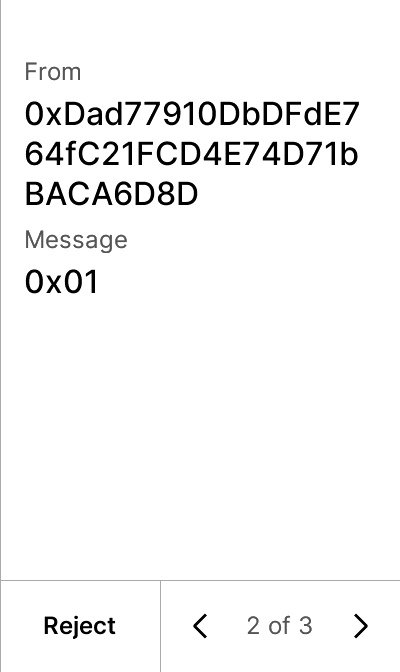 From
0xDad77910DbDFdE7
64fC21FCD4E74D71b
BACA6D8D
Message
0x01
Reject
2 of 3